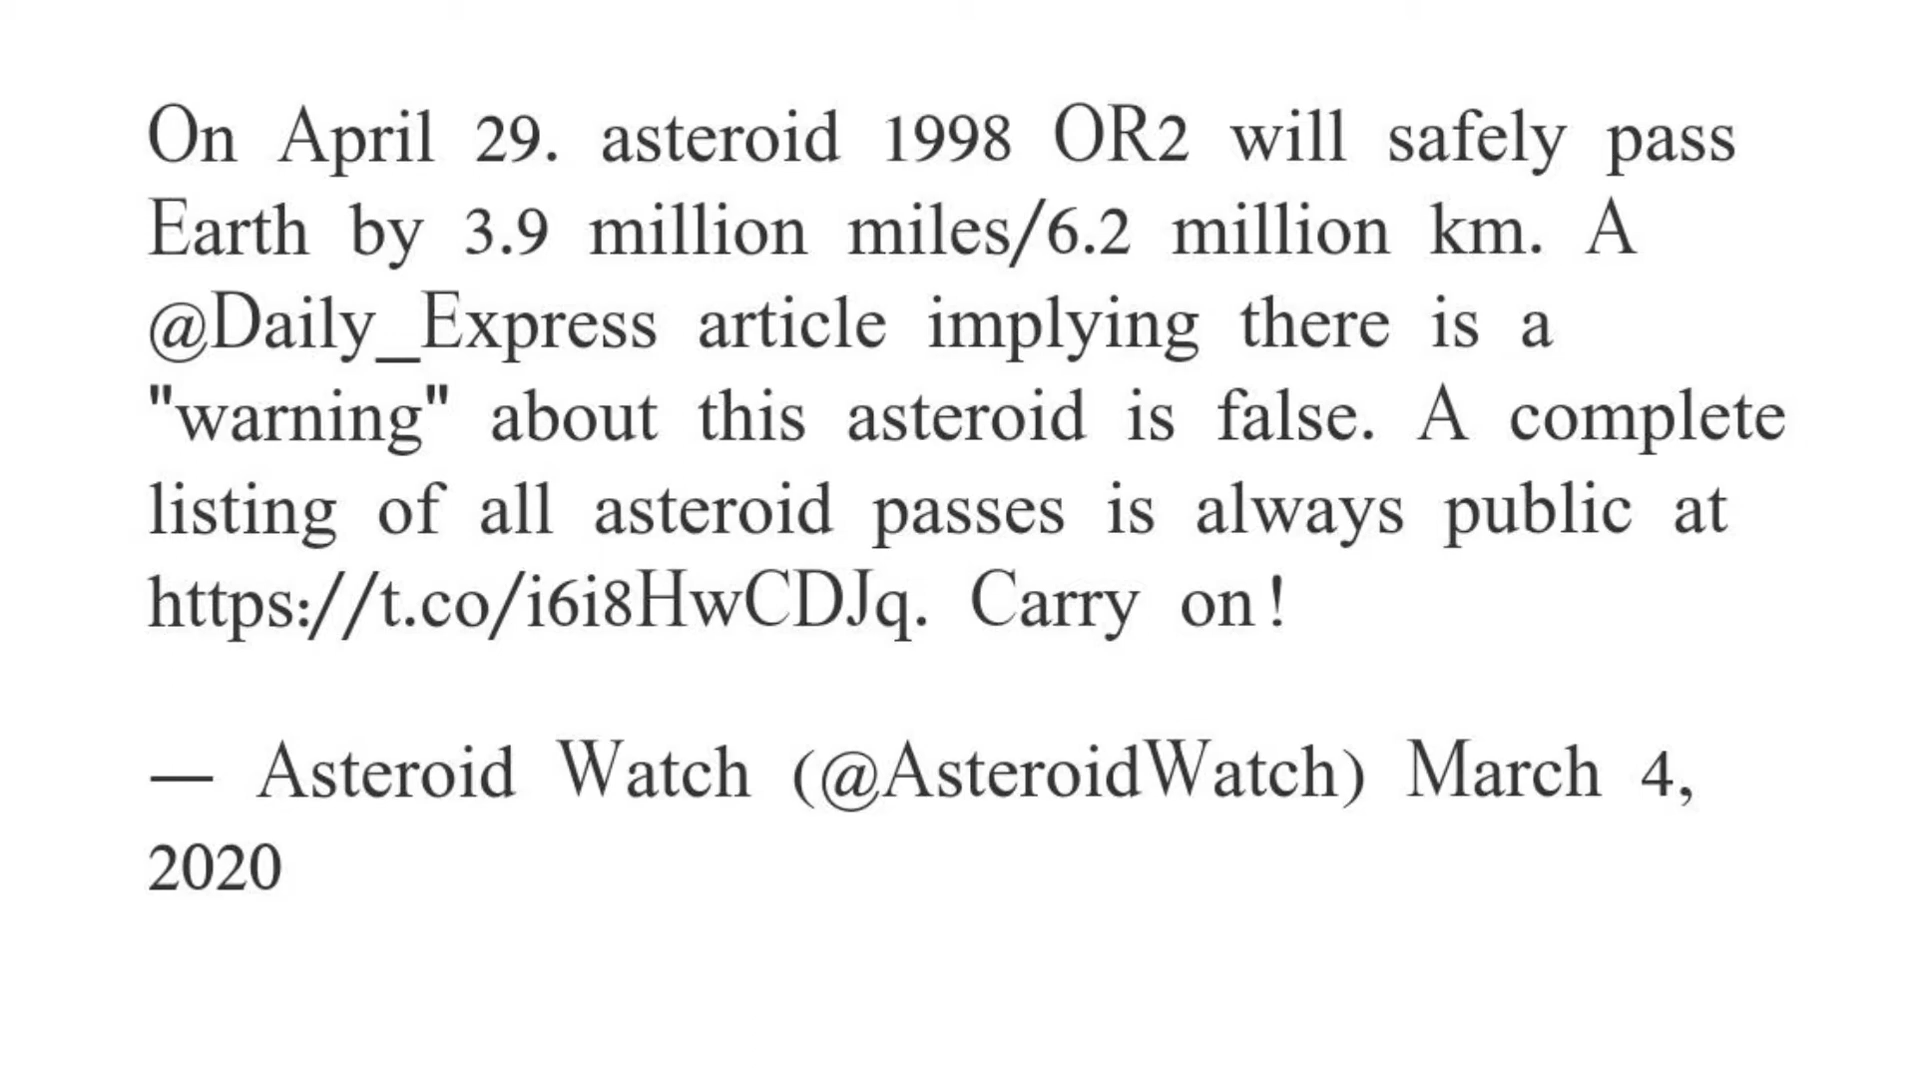 On April 29. asteroid 1998 OR2 will safely pass
Earth by 3.9 million miles/6.2 million km. A
@Daily_Express article implying there is a
"warning" about this asteroid is false. A complete
listing of all asteroid passes is always public at
https://t.co/i6i8HwCDJq. Carry on!
— Asteroid Watch (@AsteroidWatch) March 4,
2020